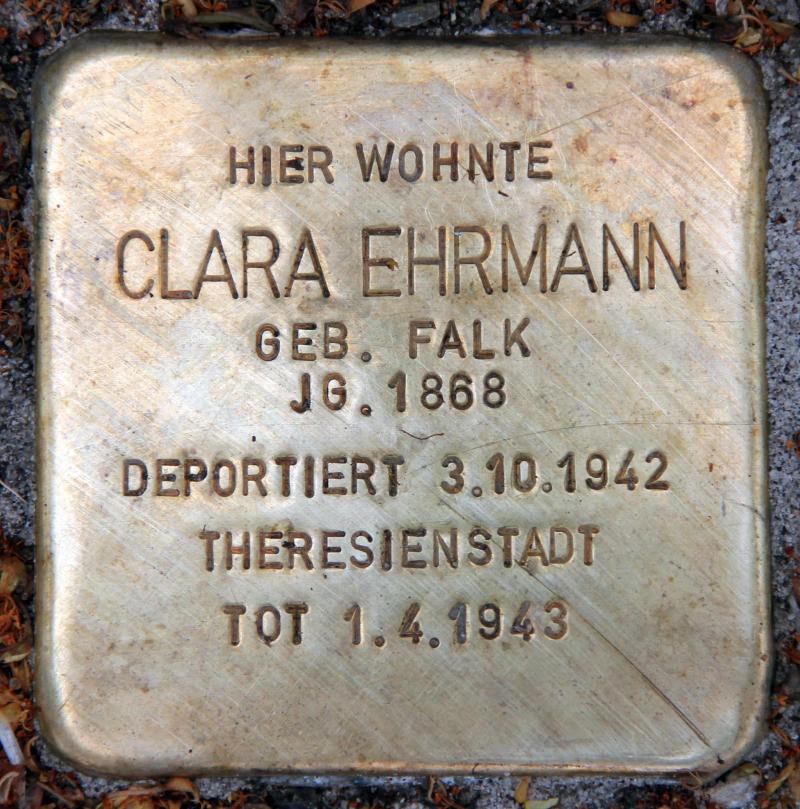 HIER WOHNTE
CLARA EHRMANN
GEB. FALK
JG. 1868
DEPORTIERT 3.10.1942
THERESIENSTADT
TOT 1.4.1943